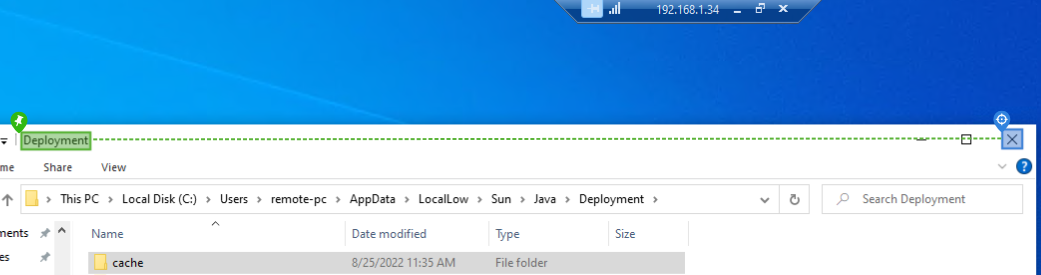 192.168.1.34
Deployment
me Share View
This PC > Local Disk (C:) > Users > remote-pc > AppData > LocalLow > Sun > Java > Deployment >
Search Deployment
ments
Name Date modified Type Size
es
cache 8/25/2022 11:35 AM File folder